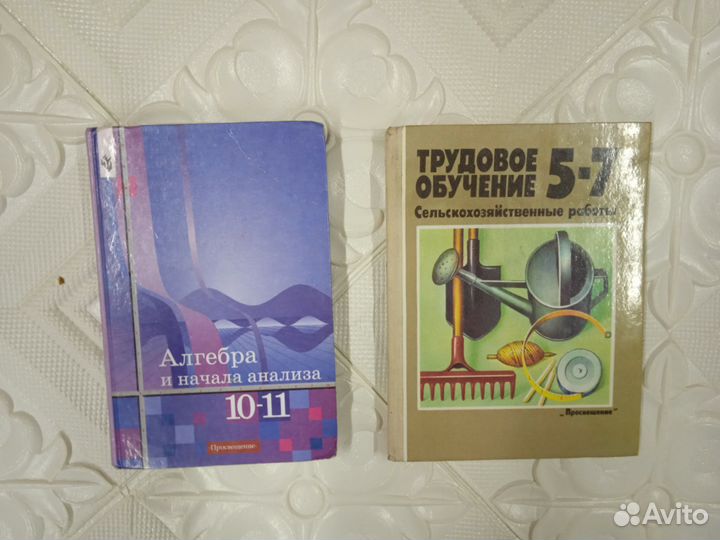 Алгебра
и начала анализа
10-11
Просвещение
ТРУДОВОЕ
ОБУЧЕНИЕ 5-7
Сельскохозяйственные работы
„Просвещение"
Avito